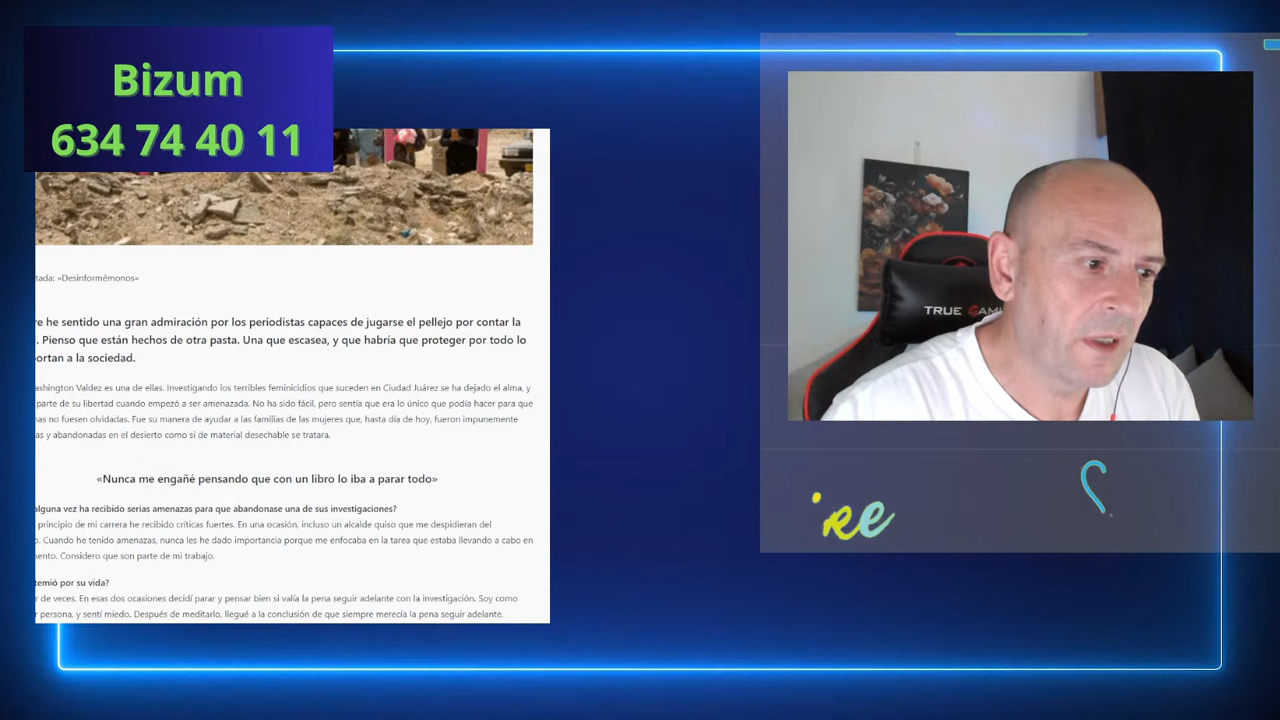 Bizum
634 74 40 11
tada: «Desinformémonos»
re he sentido una gran admiración por los periodistas capaces de jugarse el pellejo por contar la
. Pienso que están hechos de otra pasta. Una que escasea, y que habría que proteger por todo lo
portan a la sociedad.
ashington Valdez es una de ellas. Investigando los terribles feminicidios que suceden en Ciudad Juárez se ha dejado el alma, y
parte de su libertad cuando empezó a ser amenazada. No ha sido fácil, pero sentía que era lo único que podía hacer para que
nas no fuesen olvidadas. Fue su manera de ayudar a las familias de las mujeres que, hasta día de hoy, fueron impunemente
as y abandonadas en el desierto como si de material desechable se tratara.
«Nunca me engañé pensando que con un libro lo iba a parar todo»
alguna vez ha recibido serias amenazas para que abandonase una de sus investigaciones?
principio de mi carrera he recibido críticas fuertes. En una ocasión, incluso un alcalde quiso que me despidieran del
o. Cuando he tenido amenazas, nunca les he dado importancia porque me enfocaba en la tarea que estaba llevando a cabo en
ento. Considero que son parte de mi trabajo.
temió por su vida?
r de veces. En esas dos ocasiones decidí parar y pensar bien si valía la pena seguir adelante con la investigación. Soy como
r persona, y sentí miedo. Después de meditarlo, llegué a la conclusión de que siempre merecía la pena seguir adelante.
TRUE GAMI
re